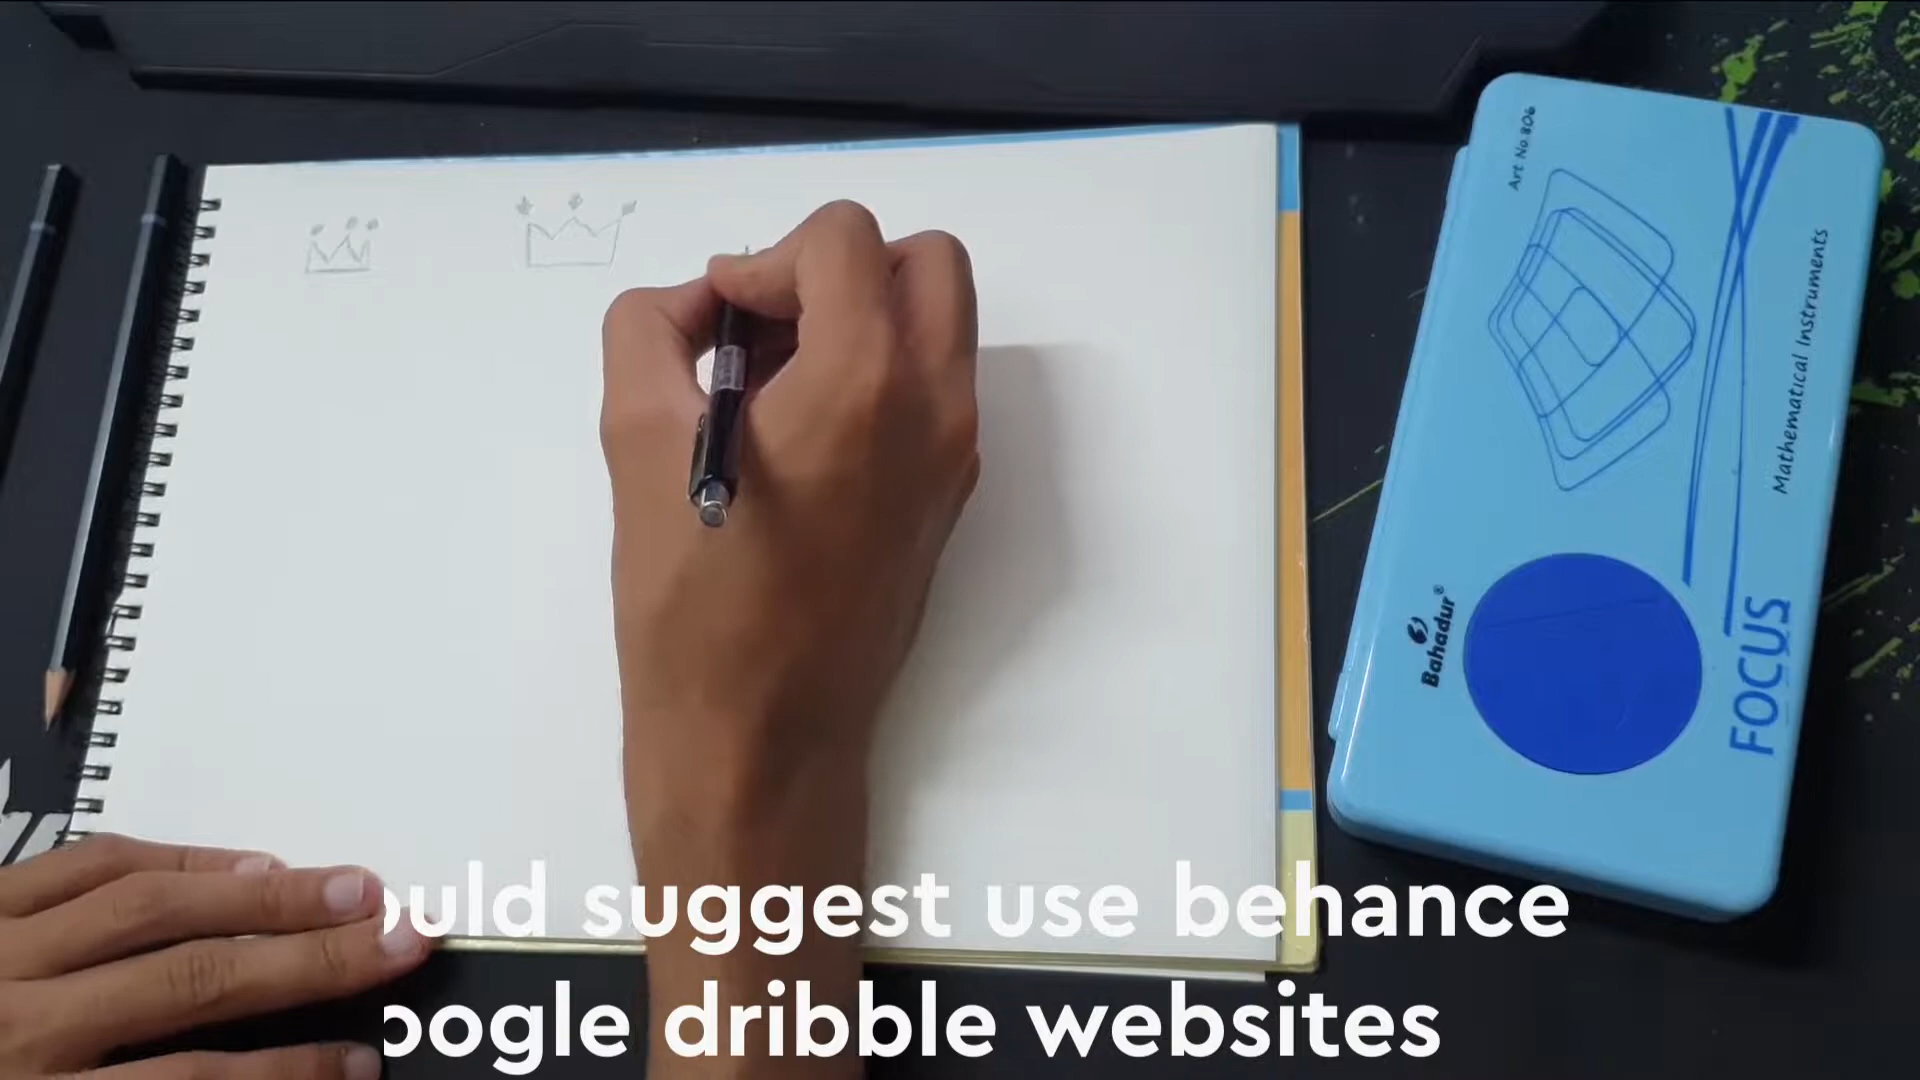 Art No.806
Mathematical Instruments
Bahadur®
FOCUS
ould suggest use behance
oogle dribble websites